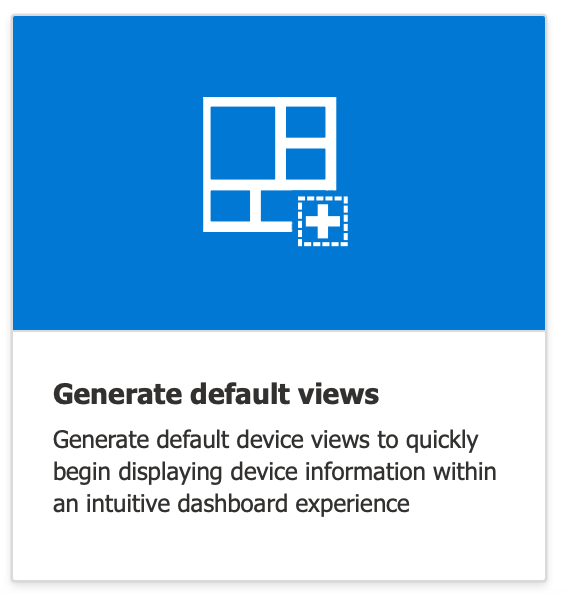 Generate default views
Generate default device views to quickly
begin displaying device information within
an intuitive dashboard experience